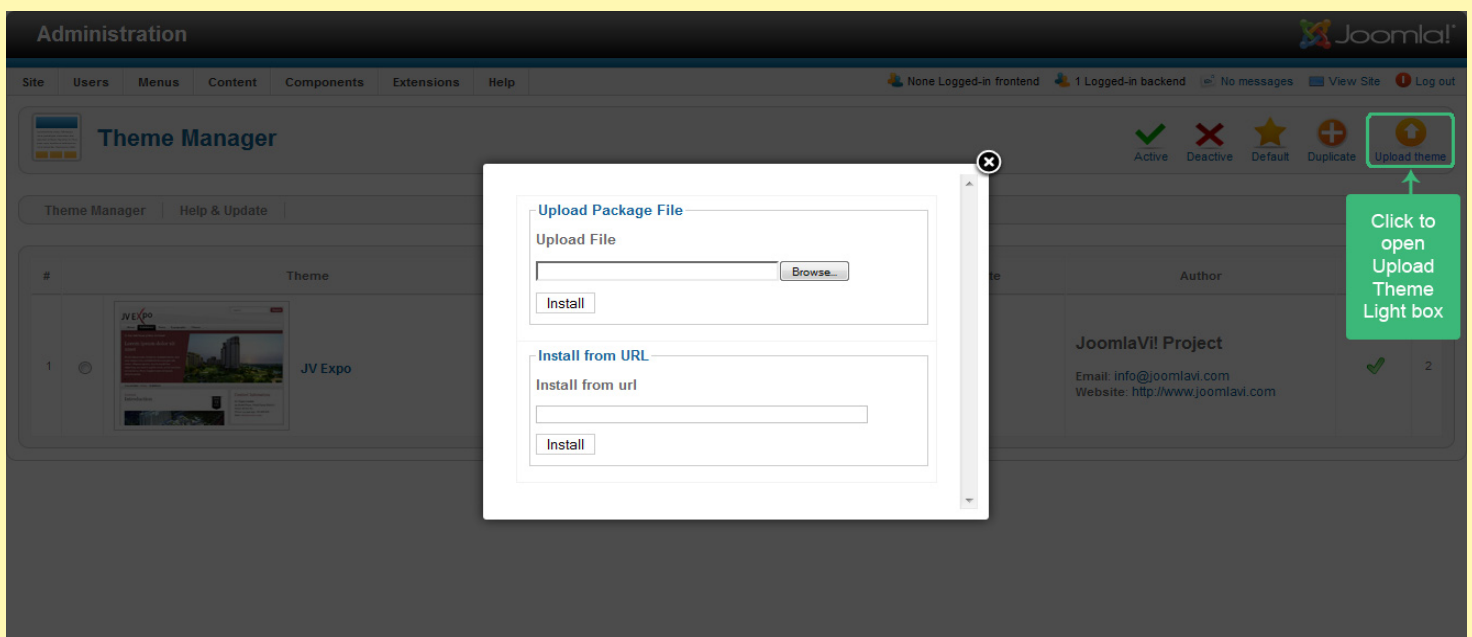 Administration
Joomla!
Site Users Menus Content Components Extensions Help
None Logged-in frontend 1 Logged-in backend No messages View Site Log out
Theme Manager
Active Deactive Default Duplicate Upload theme
Theme Manager Help & Update
Click to
open
Upload
Theme
Light box
Upload Package File
Upload File
Browse...
Install
Install from URL
Install from url
Install
# Theme Author
JV Expo
1 JV Expo
JoomlaVi! Project
Email: info@joomlavi.com
Website: http://www.joomlavi.com
2